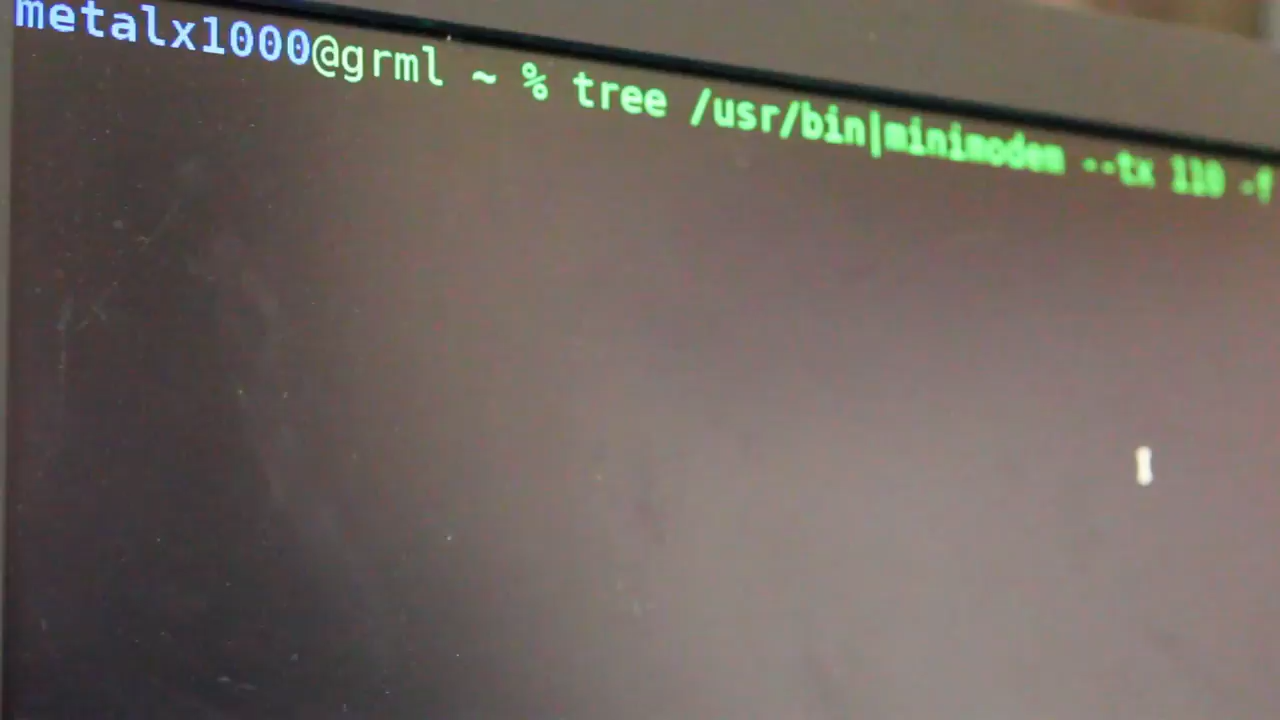 metalx1000@grml ~ % tree /usr/bin|minimodem --tx 110 -f